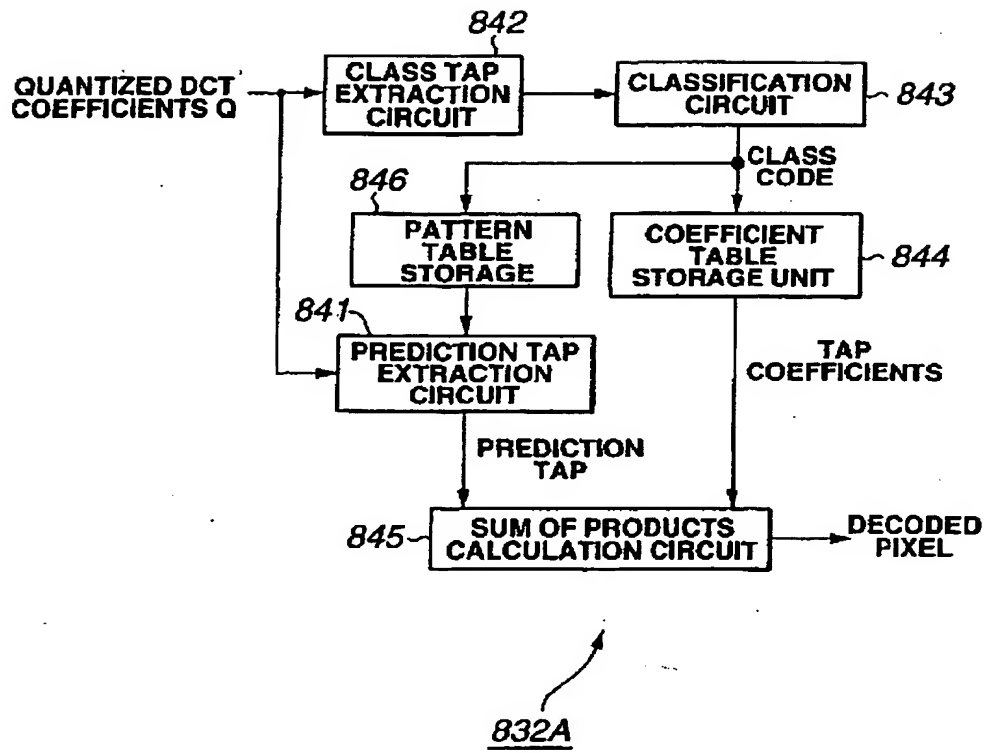 842
QUANTIZED DCT
COEFFICIENTS Q
CLASS TAP
EXTRACTION
CIRCUIT
CLASSIFICATION
CIRCUIT
843
CLASS
CODE
846
PATTERN
TABLE
STORAGE
COEFFICIENT
TABLE
STORAGE UNIT
844
841
PREDICTION TAP
EXTRACTION
CIRCUIT
TAP
COEFFICIENTS
PREDICTION
TAP
845
SUM OF PRODUCTS
CALCULATION CIRCUIT
DECODED
PIXEL
832A